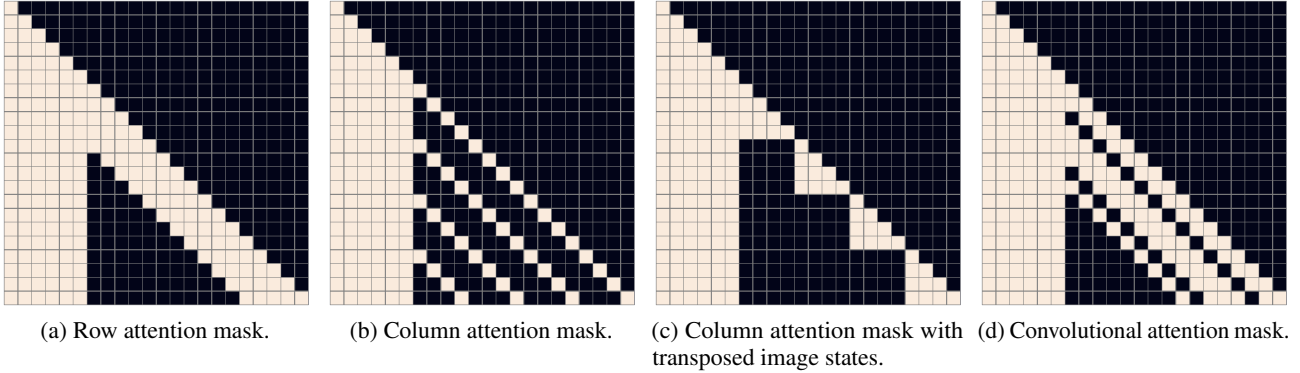 (a) Row attention mask.
(b) Column attention mask.
(c) Column attention mask with
transposed image states.
(d) Convolutional attention mask.